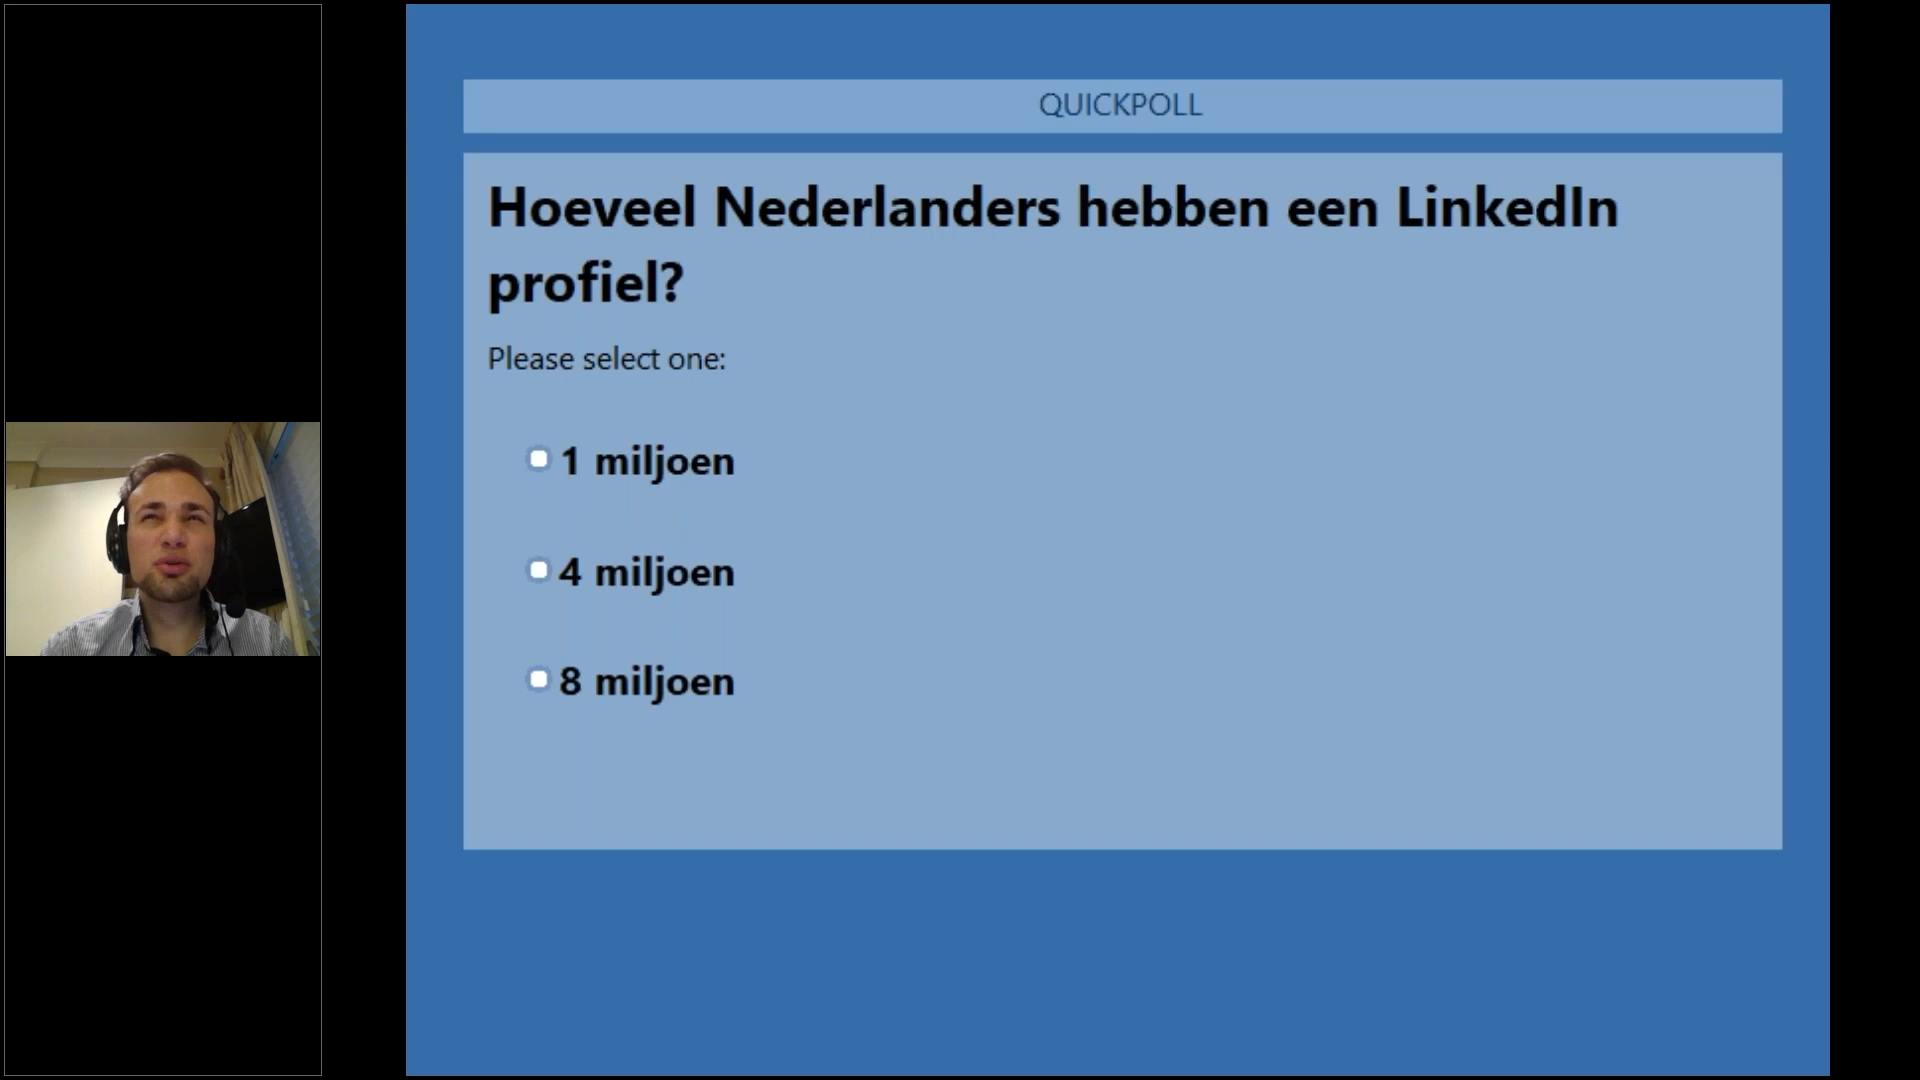 QUICKPOLL
Hoeveel Nederlanders hebben een LinkedIn
profiel?
Please select one:
1 miljoen
4 miljoen
8 miljoen